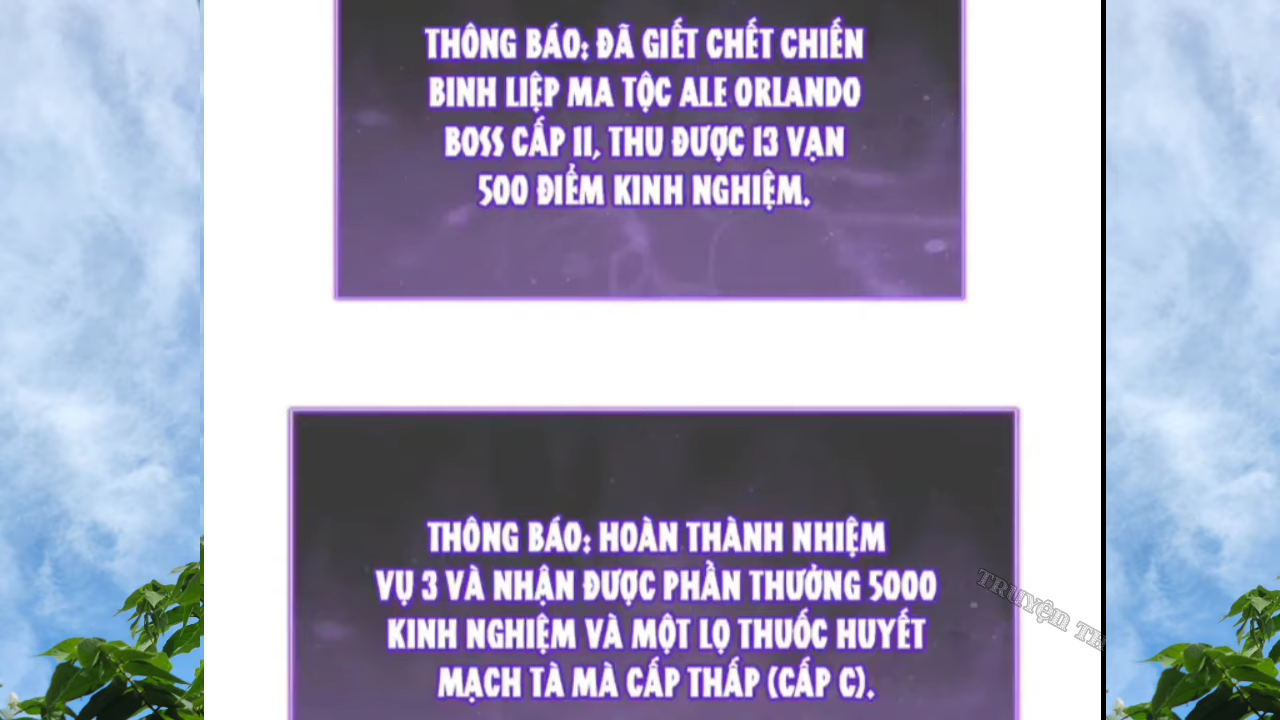 THÔNG BÁO: ĐÃ GIẾT CHẾT CHIẾN
BINH LIỆP MA TỘC ALE ORLANDO
BOSS CẤP 11, THU ĐƯỢC 13 VẠN
500 ĐIỂM KINH NGHIỆM.
THÔNG BÁO: HOÀN THÀNH NHIỆM
VỤ 3 VÀ NHẬN ĐƯỢC PHẦN THƯỞNG 5000
KINH NGHIỆM VÀ MỘT LỌ THUỐC HUYẾT
MẠCH TÀ MÀ CẤP THẤP (CẤP C).
TRUYỆN